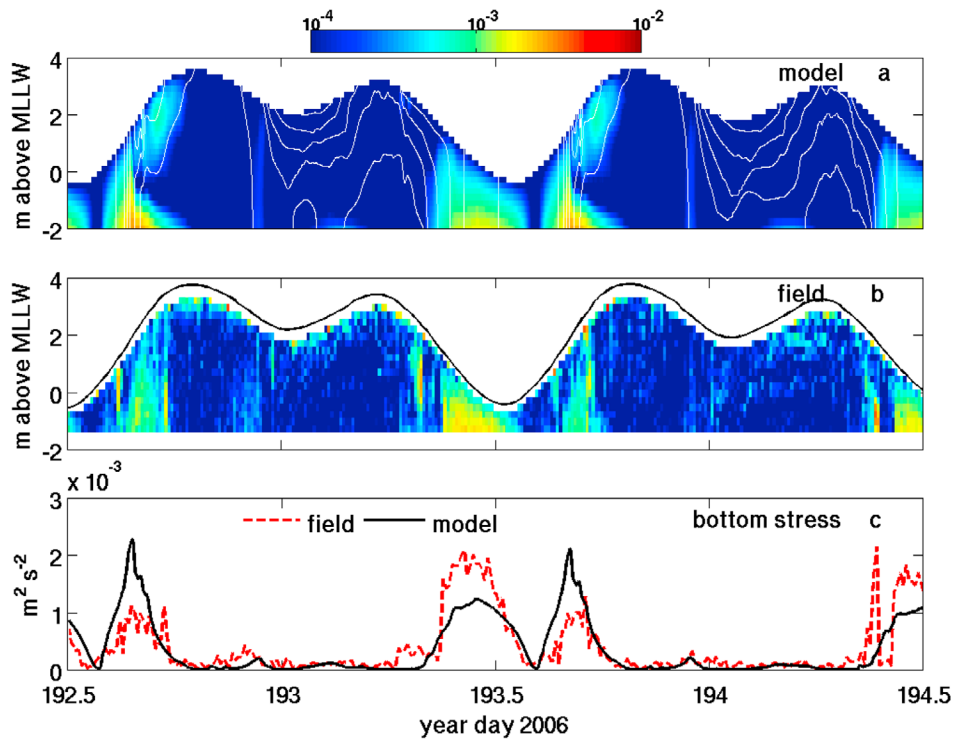 10-4 10-3 10-2
4
model a
2
0
-2
m above MLLW
4
field b
2
0
-2
m above MLLW
x 10-3
3
field model bottom stress c
2
1
0
m2 s-2
192.5 193 193.5 194 194.5
year day 2006